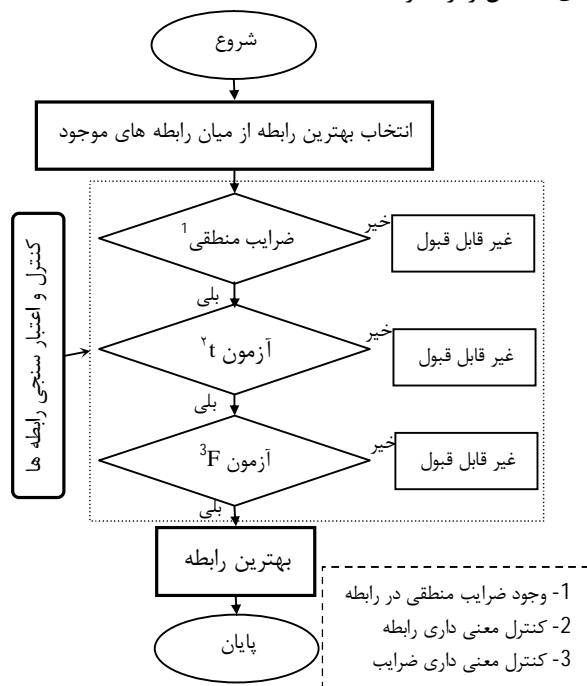 شروع
انتخاب بهترین رابطه از میان رابطه های موجود
ضرایب منطقی1
خیر
غیر قابل قبول
بلی
آزمون t۲
خیر
غیر قابل قبول
بلی
آزمون F3
خیر
غیر قابل قبول
بلی
کنترل و اعتبار سنجی رابطه ها
بهترین رابطه
پایان
1- وجود ضرایب منطقی در رابطه
2- کنترل معنی داری رابطه
3- کنترل معنی داری ضرایب